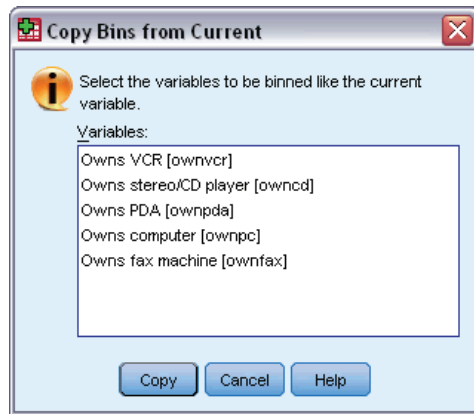 Copy Bins from Current
Select the variables to be binned like the current
variable.
Variables:
Owns VCR [ownvcr]
Owns stereo/CD player [owncd]
Owns PDA [ownpda]
Owns computer [ownpc]
Owns fax machine [ownfax]
Copy Cancel Help